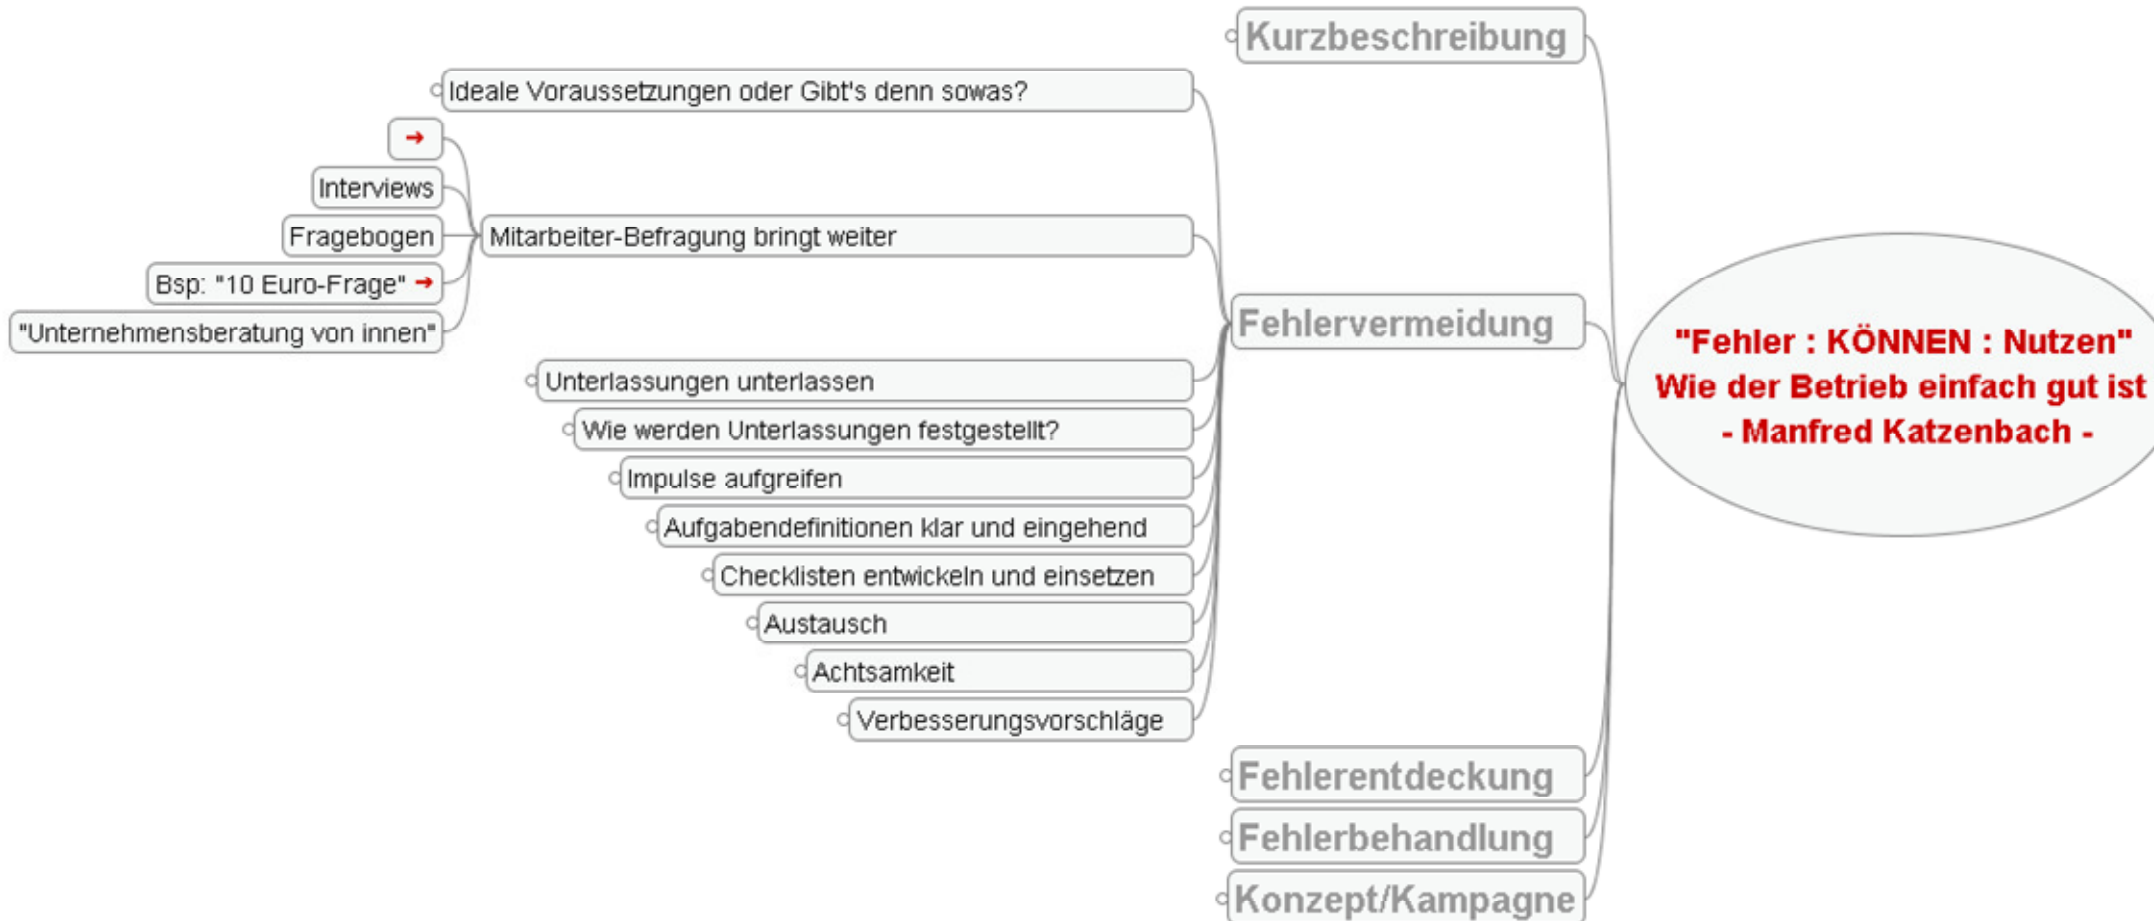 Kurzbeschreibung
Ideale Voraussetzungen oder Gibt's denn sowas?
→
Interviews
Fragebogen
Mitarbeiter-Befragung bringt weiter
Bsp: "10 Euro-Frage" →
"Unternehmensberatung von innen"
Fehlervermeidung
"Fehler : KÖNNEN : Nutzen"
Wie der Betrieb einfach gut ist
- Manfred Katzenbach -
Unterlassungen unterlassen
Wie werden Unterlassungen festgestellt?
Impulse aufgreifen
Aufgabendefinitionen klar und eingehend
Checklisten entwickeln und einsetzen
Austausch
Achtsamkeit
Verbesserungsvorschläge
Fehlerentdeckung
Fehlerbehandlung
Konzept/Kampagne